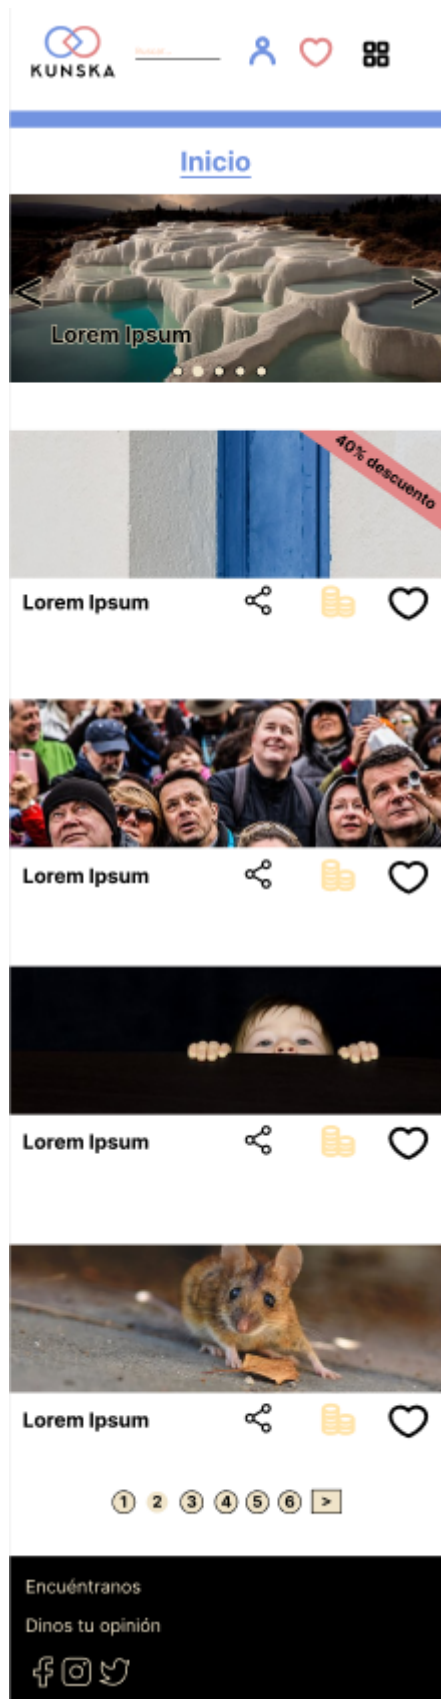 KUNSKA
Buscar...
Inicio
<
>
Lorem Ipsum
40% descuento
Lorem Ipsum
Lorem Ipsum
Lorem Ipsum
Lorem Ipsum
1 2 3 4 5 6 >
Encuéntranos
Dinos tu opinión